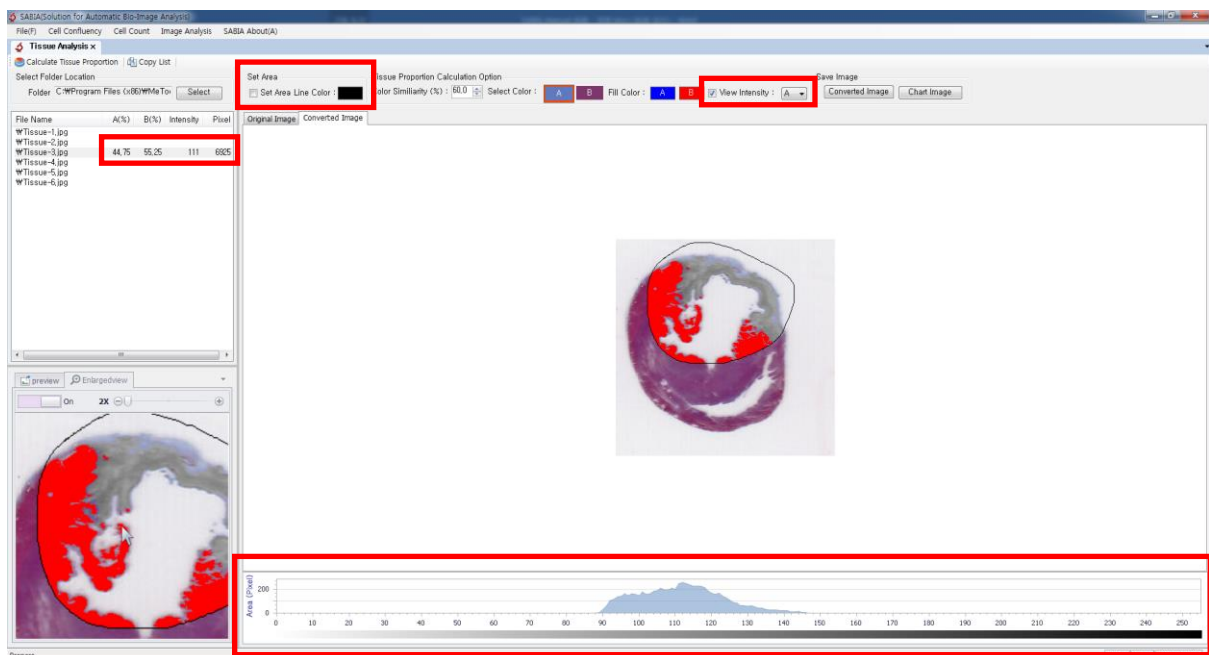 SABIA(Solution for Automatic Bio-Image Analysis)
File(F) Cell Confluency Cell Count Image Analysis SABIA About(A)
Tissue Analysis x
Calculate Tissue Proportion Copy List
Select Folder Location Set Area Tissue Proportion Calculation Option Save Image
Folder C:₩Program Files (x86)₩MaTo Select Set Area Line Color : Color Similiarity (%) : 60,0 Select Color : A B Fill Color : A B View Intensity : A Converted Image Chart Image
File Name A(%) B(%) Intensity Pixel Original Image Converted Image
₩Tissue-1,jpg
₩Tissue-2,jpg
₩Tissue-3,jpg 44,75 55,25 111 6925
₩Tissue-4,jpg
₩Tissue-5,jpg
₩Tissue-6,jpg
preview Enlargedview
On 2X
Area (Pixel)
200
0
0 10 20 30 40 50 60 70 80 90 100 110 120 130 140 150 160 170 180 190 200 210 220 230 240 250